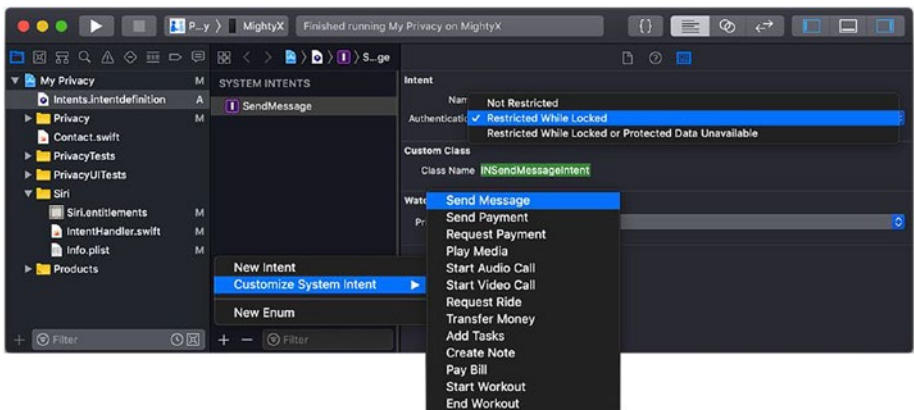 P...y
MightyX
Finished running My Privacy on MightyX
S...ge
My Privacy M
Intents.intentdefinition A
Privacy M
Contact.swift
PrivacyTests
PrivacyUITests
Siri
Siri.entitlements M
IntentHandler.swift M
Info.plist M
Products
Filter
SYSTEM INTENTS
SendMessage
New Intent
Customize System Intent
New Enum
Filter
Intent
Not Restricted
Restricted While Locked
Restricted While Locked or Protected Data Unavailable
Custom Class
Class Name INSendMessageIntent
Send Message
Send Payment
Request Payment
Play Media
Start Audio Call
Start Video Call
Request Ride
Transfer Money
Add Tasks
Create Note
Pay Bill
Start Workout
End Workout